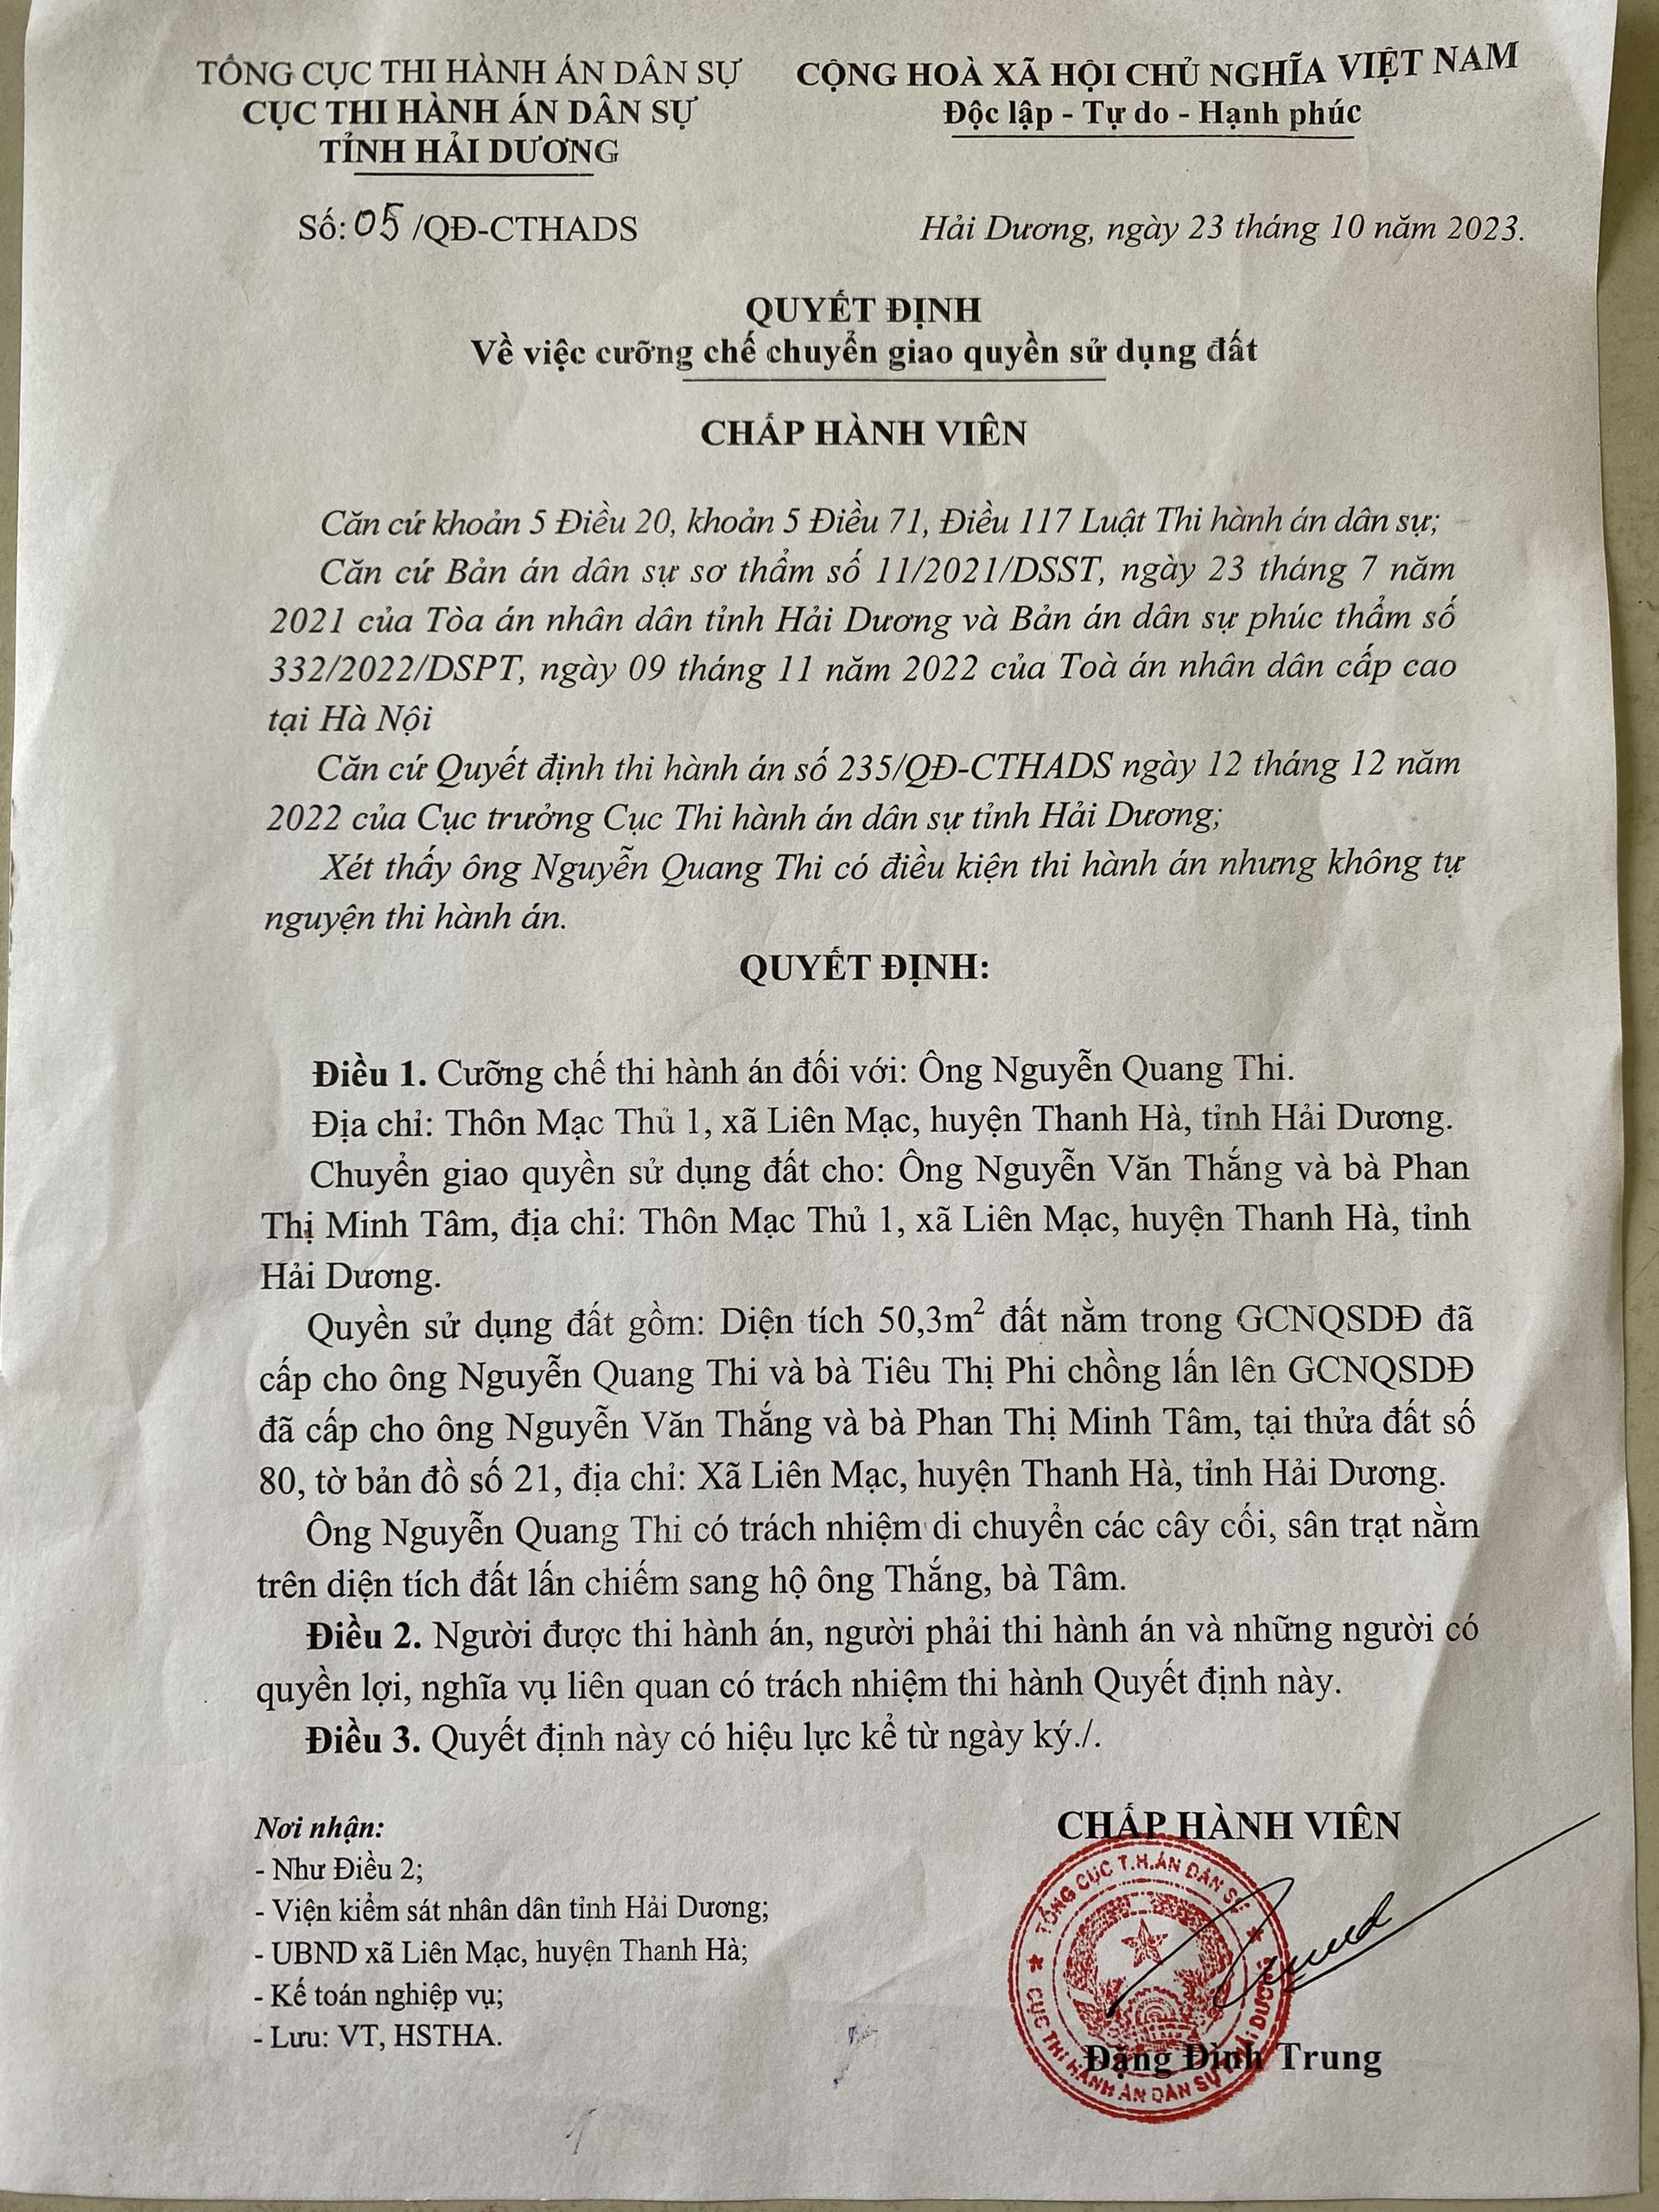 TỔNG CỤC THI HÀNH ÁN DÂN SỰ
CỤC THI HÀNH ÁN DÂN SỰ
TỈNH HẢI DƯƠNG
Số: 05 /QĐ-CTHADS
CỘNG HOÀ XÃ HỘI CHỦ NGHĨA VIỆT NAM
Độc lập - Tự do - Hạnh phúc
Hải Dương, ngày 23 tháng 10 năm 2023.
QUYẾT ĐỊNH
Về việc cưỡng chế chuyển giao quyền sử dụng đất
CHẤP HÀNH VIÊN
Căn cứ khoản 5 Điều 20, khoản 5 Điều 71, Điều 117 Luật Thi hành án dân sự;
Căn cứ Bản án dân sự sơ thẩm số 11/2021/DSST, ngày 23 tháng 7 năm
2021 của Tòa án nhân dân tỉnh Hải Dương và Bản án dân sự phúc thẩm số
332/2022/DSPT, ngày 09 tháng 11 năm 2022 của Toà án nhân dân cấp cao
tại Hà Nội
Căn cứ Quyết định thi hành án số 235/QĐ-CTHADS ngày 12 tháng 12 năm
2022 của Cục trưởng Cục Thi hành án dân sự tỉnh Hải Dương;
Xét thấy ông Nguyễn Quang Thi có điều kiện thi hành án nhưng không tự
nguyện thi hành án.
QUYẾT ĐỊNH:
Điều 1. Cưỡng chế thi hành án đối với: Ông Nguyễn Quang Thi.
Địa chỉ: Thôn Mạc Thủ 1, xã Liên Mạc, huyện Thanh Hà, tỉnh Hải Dương.
Chuyển giao quyền sử dụng đất cho: Ông Nguyễn Văn Thắng và bà Phan
Thị Minh Tâm, địa chỉ: Thôn Mạc Thủ 1, xã Liên Mạc, huyện Thanh Hà, tỉnh
Hải Dương.
Quyền sử dụng đất gồm: Diện tích 50,3m² đất nằm trong GCNQSDĐ đã
cấp cho ông Nguyễn Quang Thi và bà Tiêu Thị Phi chồng lấn lên GCNQSDĐ
đã cấp cho ông Nguyễn Văn Thắng và bà Phan Thị Minh Tâm, tại thửa đất số
80, tờ bản đồ số 21, địa chỉ: Xã Liên Mạc, huyện Thanh Hà, tỉnh Hải Dương.
Ông Nguyễn Quang Thi có trách nhiệm di chuyển các cây cối, sân trạt nằm
trên diện tích đất lấn chiếm sang hộ ông Thắng, bà Tâm.
Điều 2. Người được thi hành án, người phải thi hành án và những người có
quyền lợi, nghĩa vụ liên quan có trách nhiệm thi hành Quyết định này.
Điều 3. Quyết định này có hiệu lực kể từ ngày ký./.
Nơi nhận:
- Như Điều 2;
- Viện kiểm sát nhân dân tỉnh Hải Dương;
- UBND xã Liên Mạc, huyện Thanh Hà;
- Kế toán nghiệp vụ;
- Lưu: VT, HSTHA.
CHẤP HÀNH VIÊN
TỔNG CỤC T.H.ÁN DÂN SỰ
CỤC THI HÀNH ÁN DÂN SỰ HẢI DƯƠNG
Đặng Đình Trung